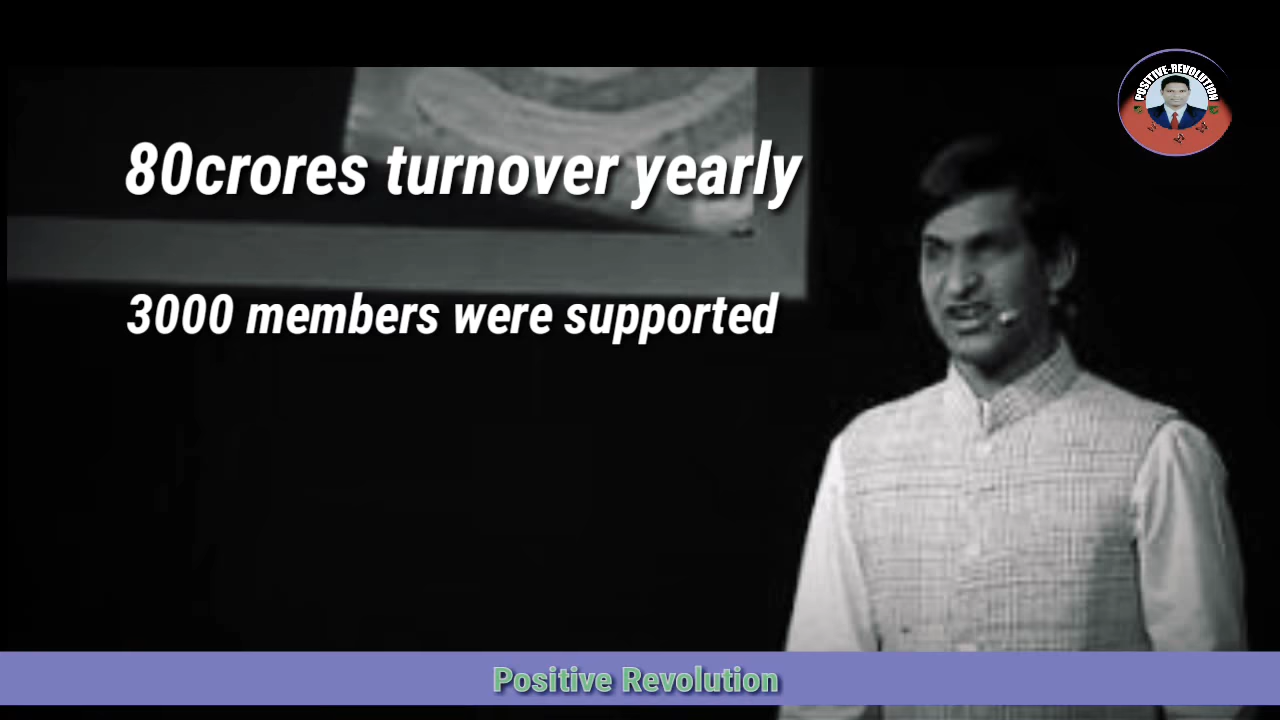 POSITIVE-REVOLUTION
80crores turnover yearly
3000 members were supported
Positive Revolution